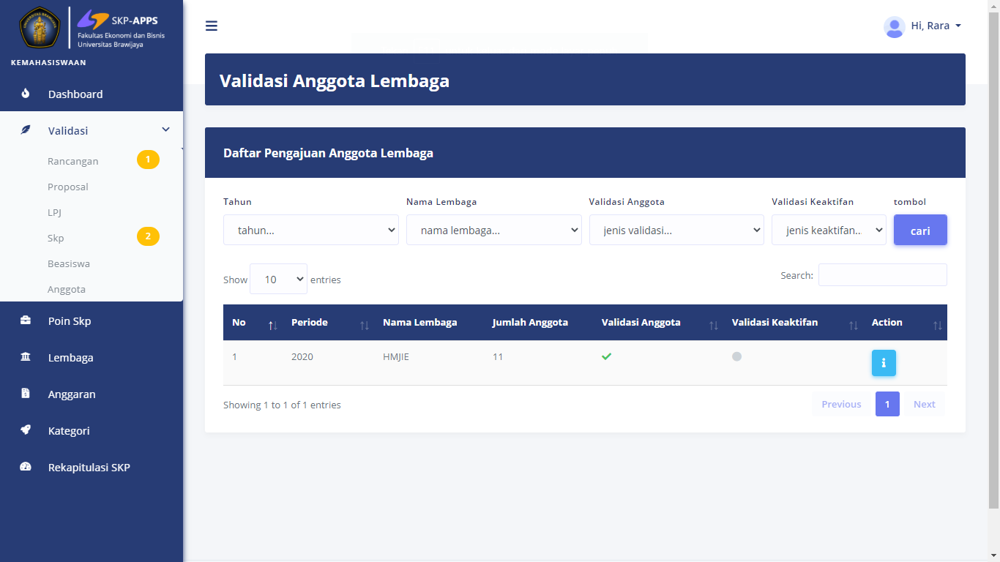 UNIVERSITAS BRAWIJAYA
SKP-APPS
Fakultas Ekonomi dan Bisnis
Universitas Brawijaya
KEMAHASISWAAN
Dashboard
Validasi
Rancangan 1
Proposal
LPJ
Skp 2
Beasiswa
Anggota
Poin Skp
Lembaga
Anggaran
Kategori
Rekapitulasi SKP
Hi, Rara
Validasi Anggota Lembaga
Daftar Pengajuan Anggota Lembaga
Tahun Nama Lembaga Validasi Anggota Validasi Keaktifan tombol
tahun... nama lembaga... jenis validasi... jenis keaktifan... cari
Show 10 entries Search:
No Periode Nama Lembaga Jumlah Anggota Validasi Anggota Validasi Keaktifan Action
1 2020 HMJIE 11
Showing 1 to 1 of 1 entries Previous 1 Next